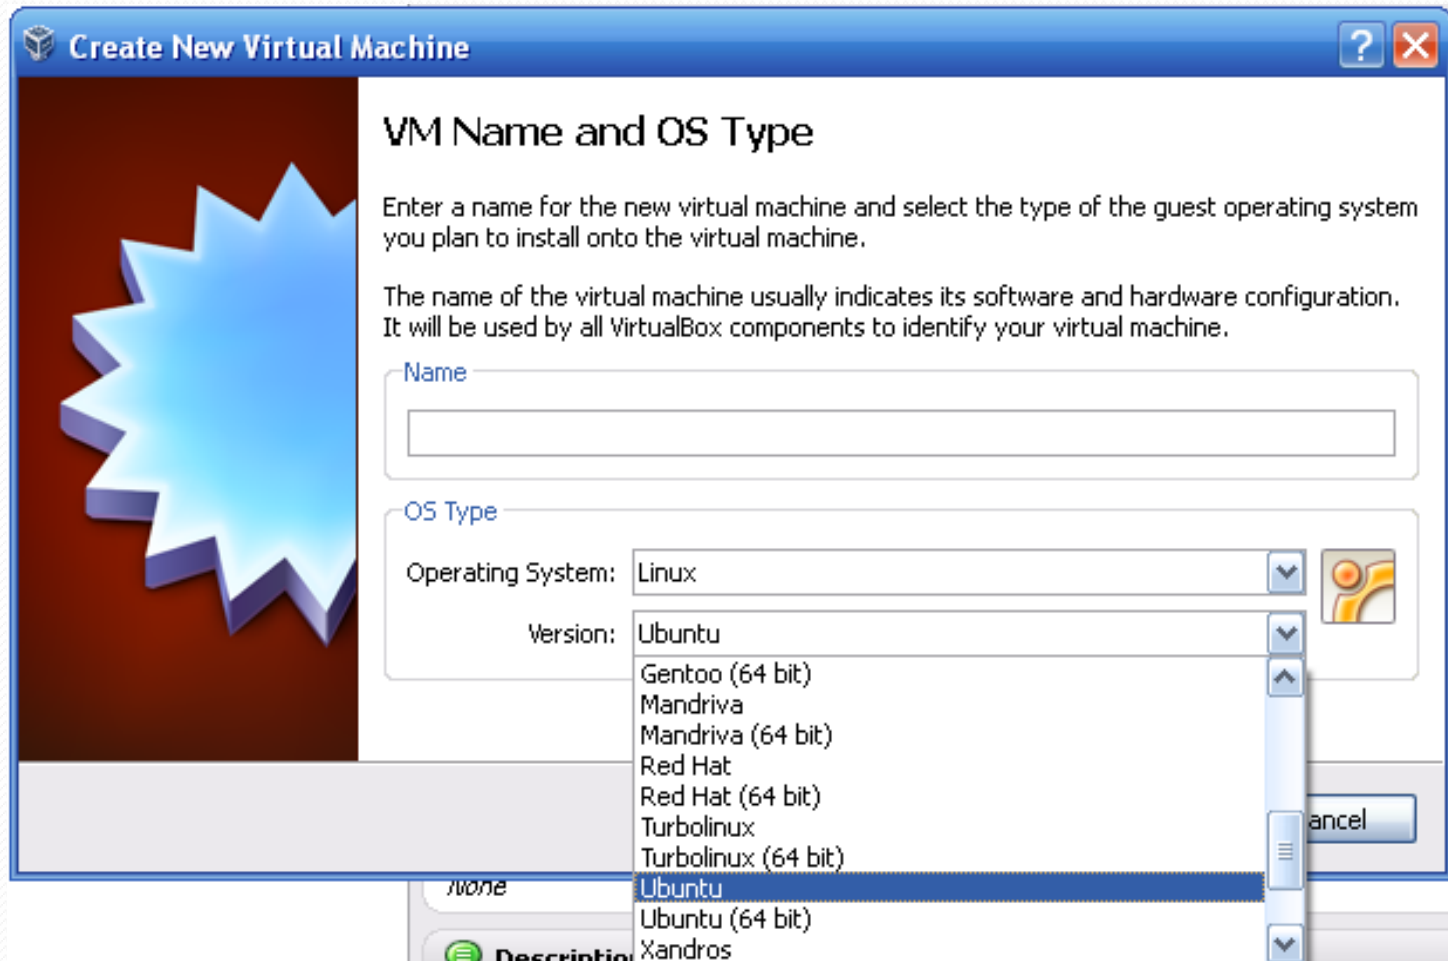 Create New Virtual Machine
VM Name and OS Type
Enter a name for the new virtual machine and select the type of the guest operating system
you plan to install onto the virtual machine.
The name of the virtual machine usually indicates its software and hardware configuration.
It will be used by all VirtualBox components to identify your virtual machine.
Name
OS Type
Operating System: Linux
Version: Ubuntu
Gentoo (64 bit)
Mandriva
Mandriva (64 bit)
Red Hat
Red Hat (64 bit)
Turbolinux
Turbolinux (64 bit)
Ubuntu
Ubuntu (64 bit)
Xandros
ancel
None
Descriptio